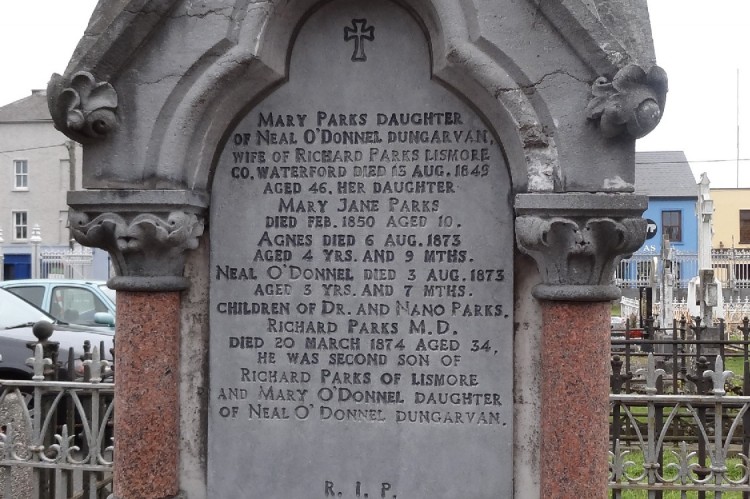 Mary Parks daughter
of Neal O'Donnel Dungarvan,
wife of Richard Parks Lismore
Co. Waterford died 15 Aug. 1849
aged 46, her daughter
Mary Jane Parks
died Feb. 1850 aged 10.
Agnes died 6 Aug. 1873
aged 4 yrs. and 9 mths.
Neal O'Donnel died 3 Aug. 1873
aged 3 yrs. and 7 mths.
children of Dr. and Nano Parks.
Richard Parks M.D.
died 20 March 1874 aged 34,
he was second son of
Richard Parks of Lismore
and Mary O'Donnel daughter
of Neal O'Donnel Dungarvan.
R. I. P.